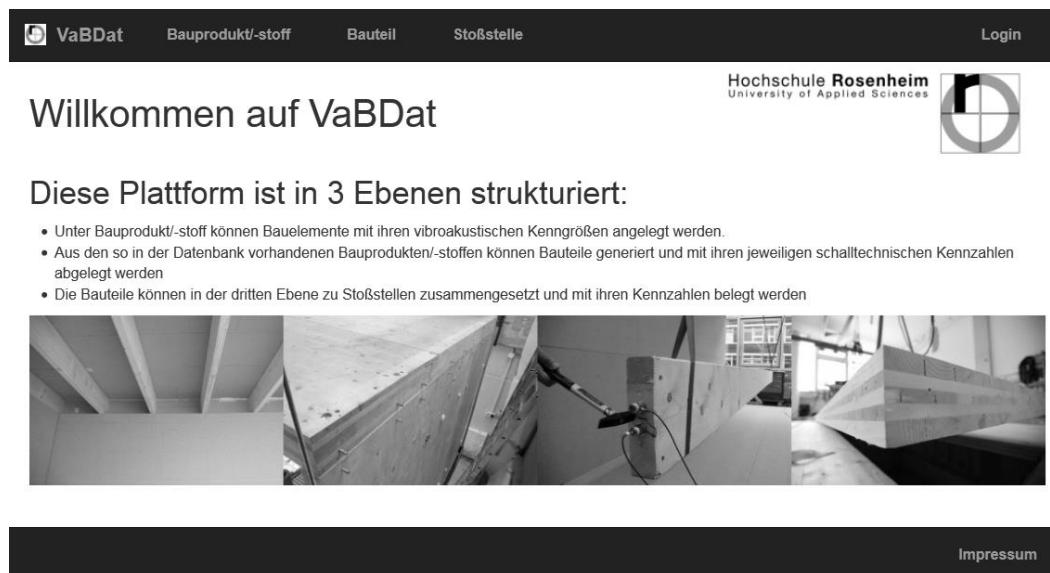 VaBDat Bauprodukt/-stoff Bauteil Stoßstelle Login
Hochschule Rosenheim
University of Applied Sciences
Willkommen auf VaBDat
Diese Plattform ist in 3 Ebenen strukturiert:
• Unter Bauprodukt/-stoff können Bauelemente mit ihren vibroakustischen Kenngrößen angelegt werden.
• Aus den so in der Datenbank vorhandenen Bauprodukten/-stoffen können Bauteile generiert und mit ihren jeweiligen schalltechnischen Kennzahlen
abgelegt werden
• Die Bauteile können in der dritten Ebene zu Stoßstellen zusammengesetzt und mit ihren Kennzahlen belegt werden
Impressum